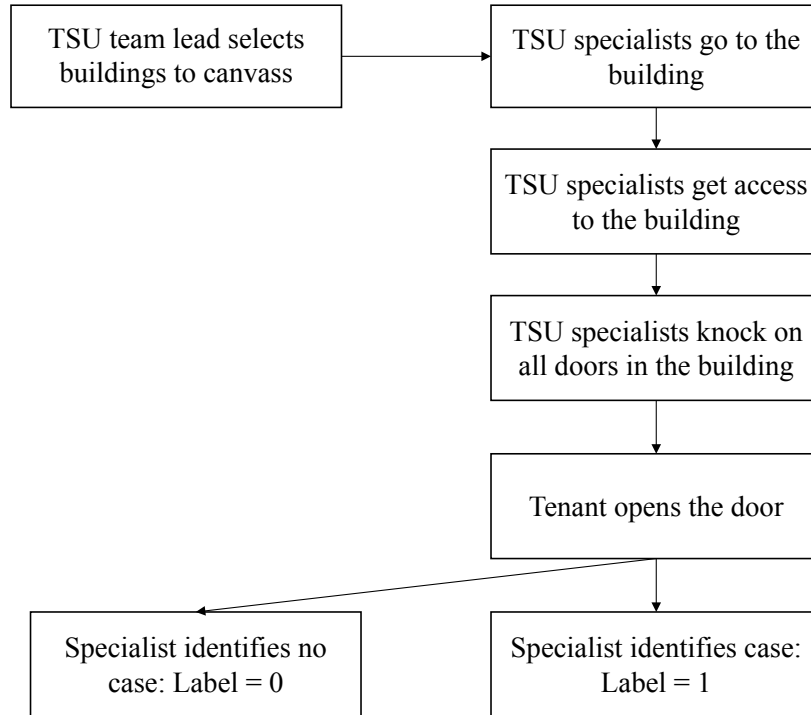 TSU team lead selects
buildings to canvass
TSU specialists go to the
building
TSU specialists get access
to the building
TSU specialists knock on
all doors in the building
Tenant opens the door
Specialist identifies no
case: Label = 0
Specialist identifies case:
Label = 1